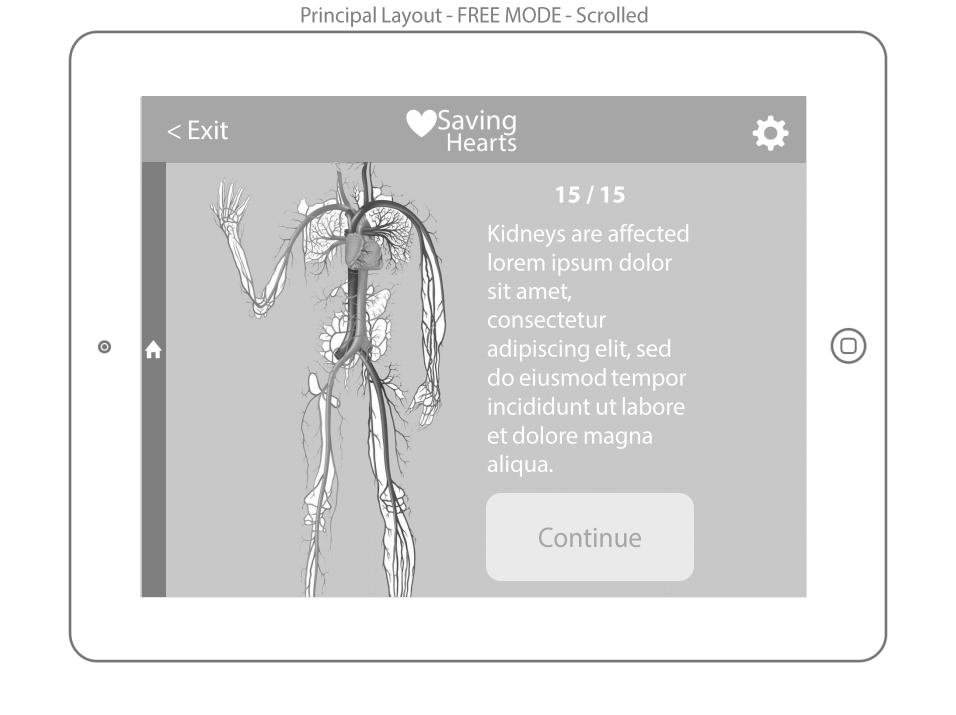 Principal Layout - FREE MODE - Scrolled
< Exit
Saving
Hearts
15 / 15
Kidneys are affected
lorem ipsum dolor
sit amet,
consectetur
adipiscing elit, sed
do eiusmod tempor
incididunt ut labore
et dolore magna
aliqua.
Continue